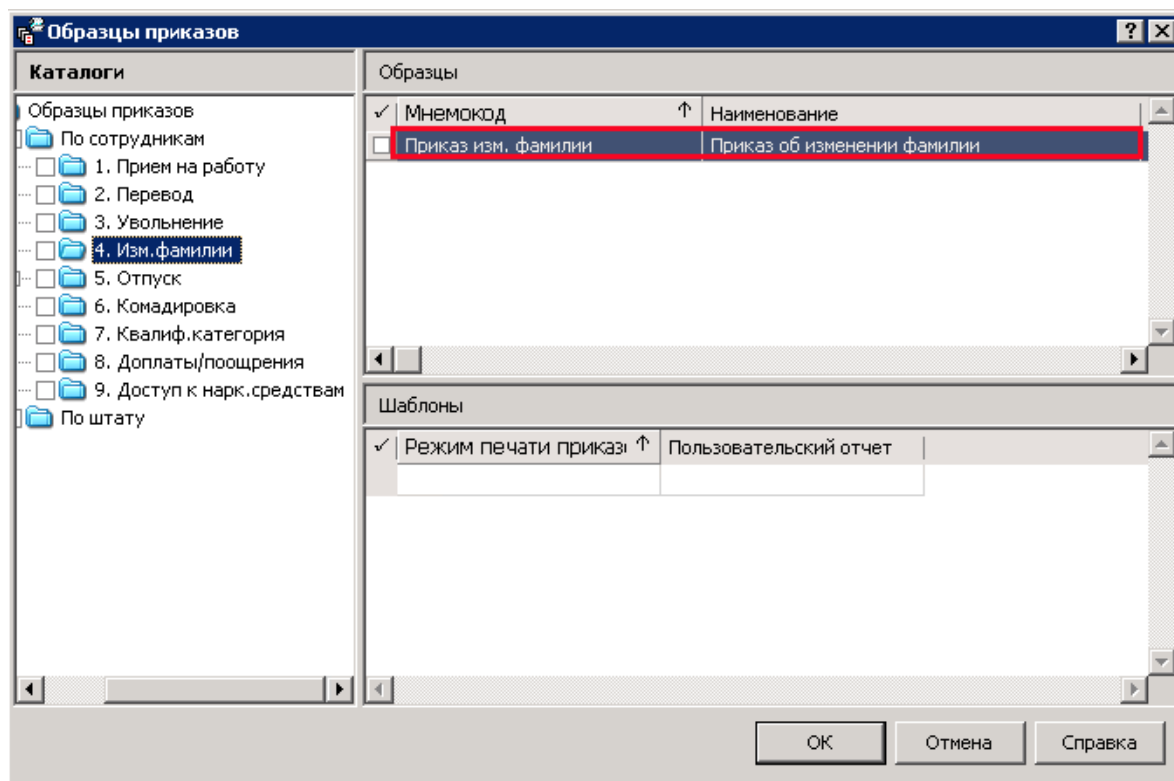 Образцы приказов
Каталоги
Образцы приказов
По сотрудникам
1. Прием на работу
2. Перевод
3. Увольнение
4. Изм.фамилии
5. Отпуск
6. Комадировка
7. Квалиф.категория
8. Доплаты/поощрения
9. Доступ к нарк.средствам
По штату
Образцы
Мнемокод Наименование
Приказ изм. фамилии Приказ об изменении фамилии
Шаблоны
Режим печати приказ Пользовательский отчет
ОК Отмена Справка